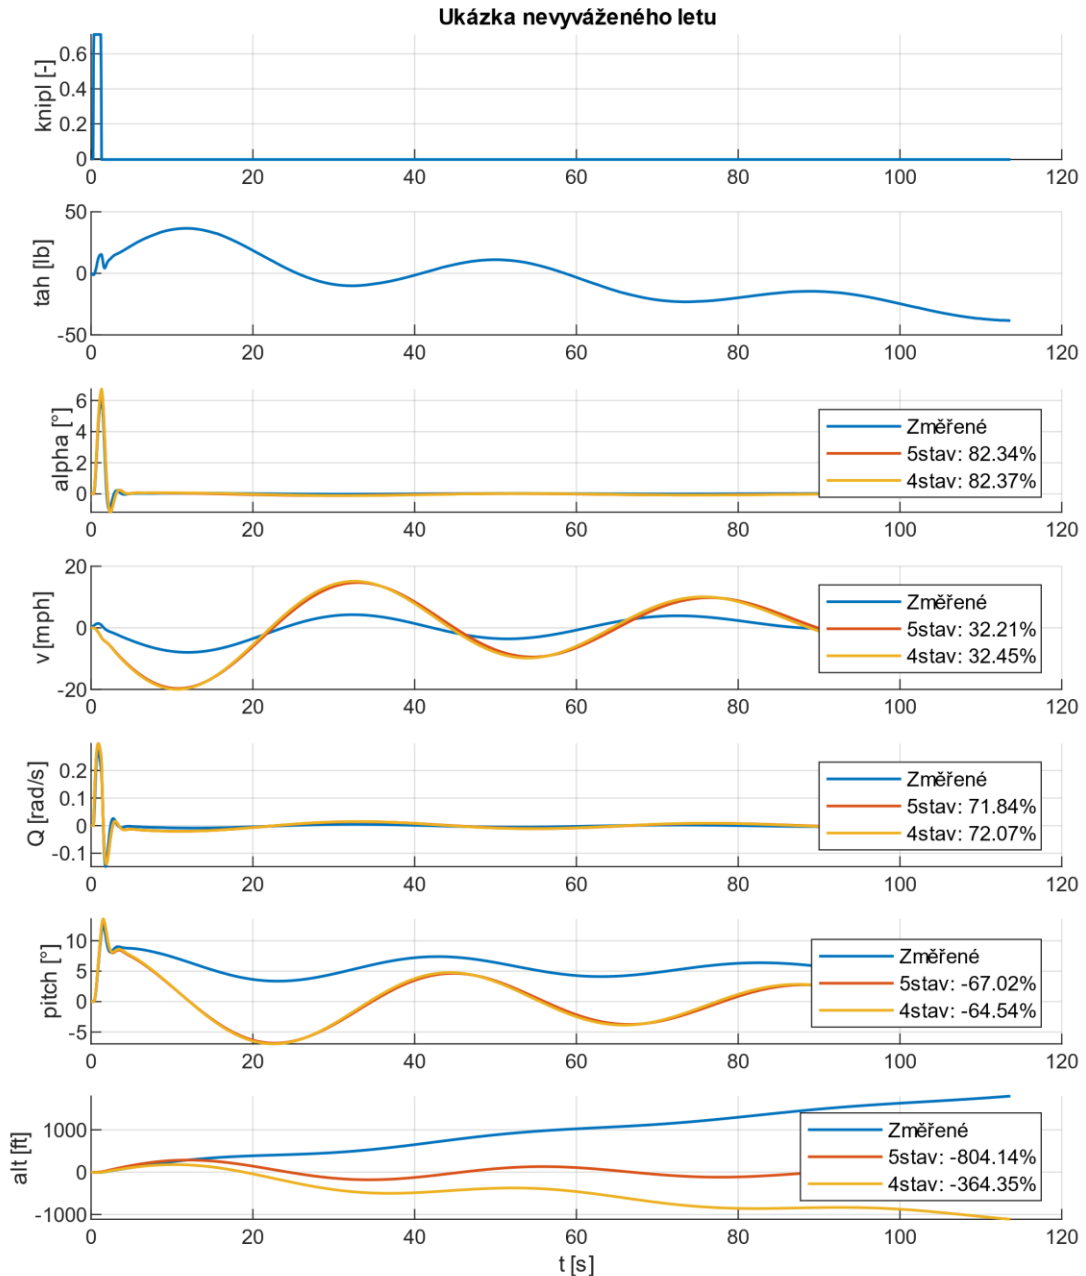 Ukázka nevyváženého letu
knipl [-]
0.6
0.4
0.2
0
0 20 40 60 80 100 120
tah [lb]
50
0
-50
0 20 40 60 80 100 120
alpha [°]
6
4
2
0
Změřené
5stav: 82.34%
4stav: 82.37%
0 20 40 60 80 100 120
v [mph]
20
0
-20
Změřené
5stav: 32.21%
4stav: 32.45%
0 20 40 60 80 100 120
Q [rad/s]
0.2
0.1
0
-0.1
Změřené
5stav: 71.84%
4stav: 72.07%
0 20 40 60 80 100 120
pitch [°]
10
5
0
-5
Změřené
5stav: -67.02%
4stav: -64.54%
0 20 40 60 80 100 120
alt [ft]
1000
0
-1000
Změřené
5stav: -804.14%
4stav: -364.35%
0 20 40 60 80 100 120
t [s]